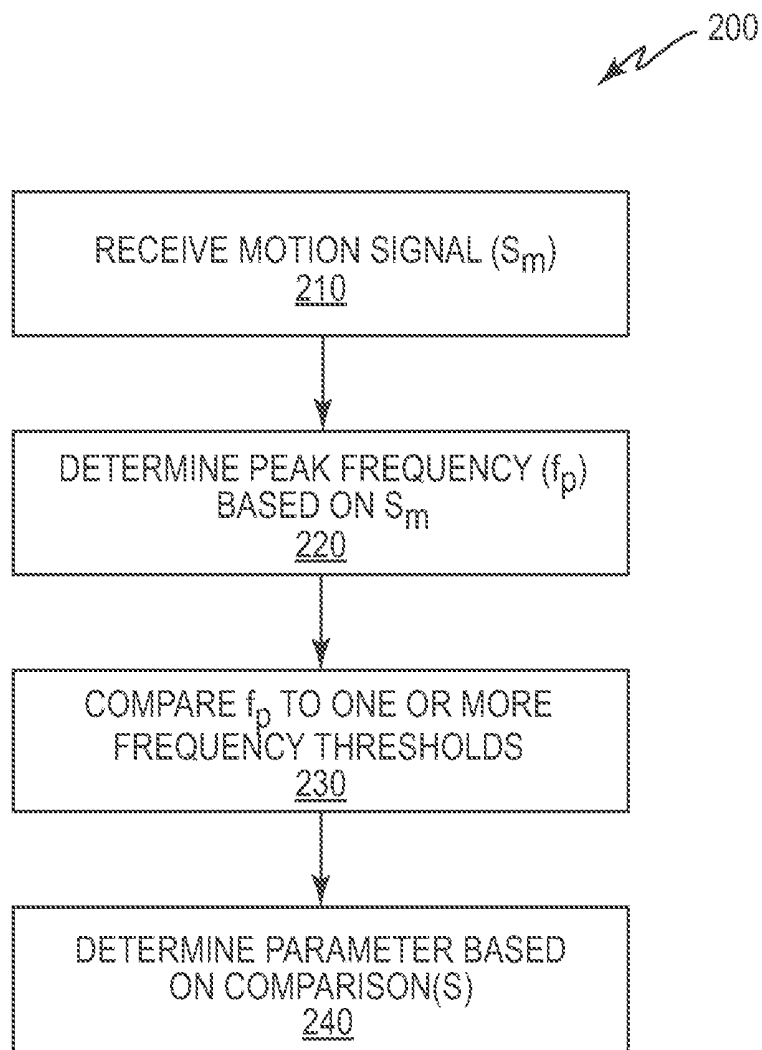 200
RECEIVE MOTION SIGNAL (Sm)
210
DETERMINE PEAK FREQUENCY (fp)
BASED ON Sm
220
COMPARE fp TO ONE OR MORE
FREQUENCY THRESHOLDS
230
DETERMINE PARAMETER BASED
ON COMPARISON(S)
240